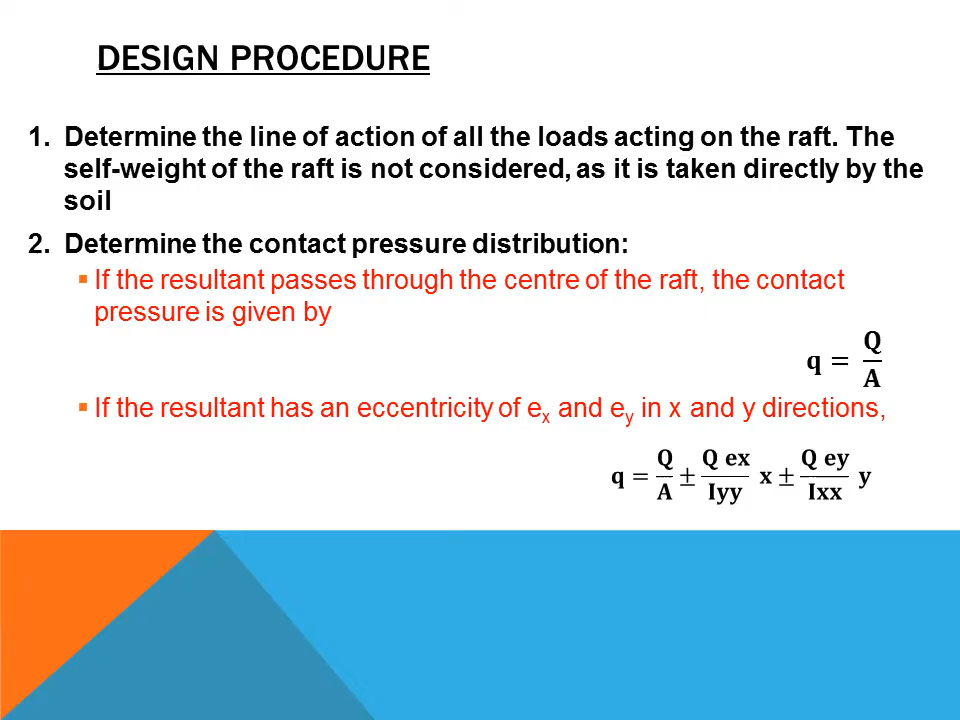 DESIGN PROCEDURE
1. Determine the line of action of all the loads acting on the raft. The
self-weight of the raft is not considered, as it is taken directly by the
soil
2. Determine the contact pressure distribution:
▪ If the resultant passes through the centre of the raft, the contact
pressure is given by
q = Q/A
▪ If the resultant has an eccentricity of e_x and e_y in x and y directions,
q = Q/A ± Q ex/Iyy x ± Q ey/Ixx y